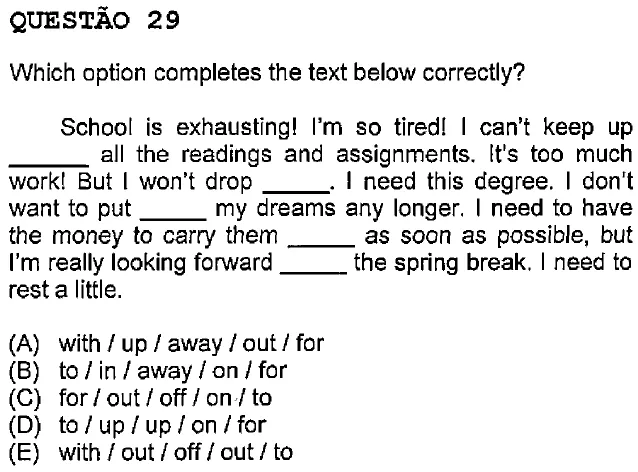 QUESTÃO 29
Which option completes the text below correctly?
School is exhausting! I'm so tired! I can't keep up
______ all the readings and assignments. It's too much
work! But I won't drop _____. I need this degree. I don't
want to put _____ my dreams any longer. I need to have
the money to carry them _____ as soon as possible, but
I'm really looking forward _____ the spring break. I need to
rest a little.
(A) with / up / away / out / for
(B) to / in / away / on / for
(C) for / out / off / on / to
(D) to / up / up / on / for
(E) with / out / off / out / to